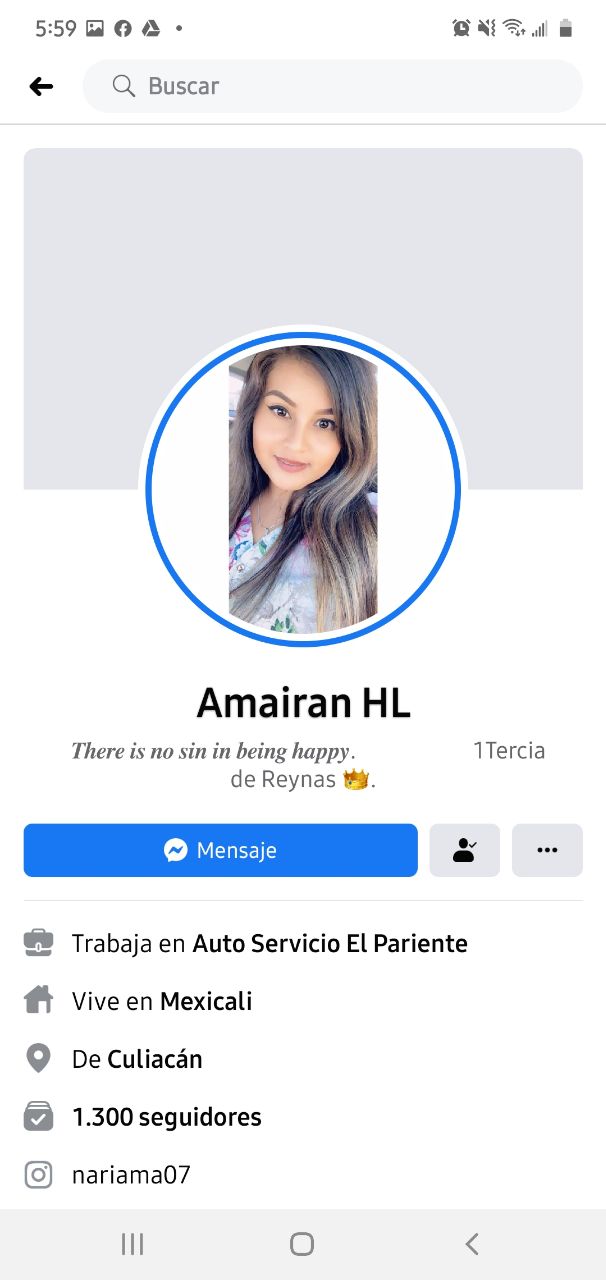 5:59
Buscar
Amairan HL
There is no sin in being happy. 1Tercia
de Reynas 👑.
Mensaje
Trabaja en Auto Servicio El Pariente
Vive en Mexicali
De Culiacán
1.300 seguidores
nariama07